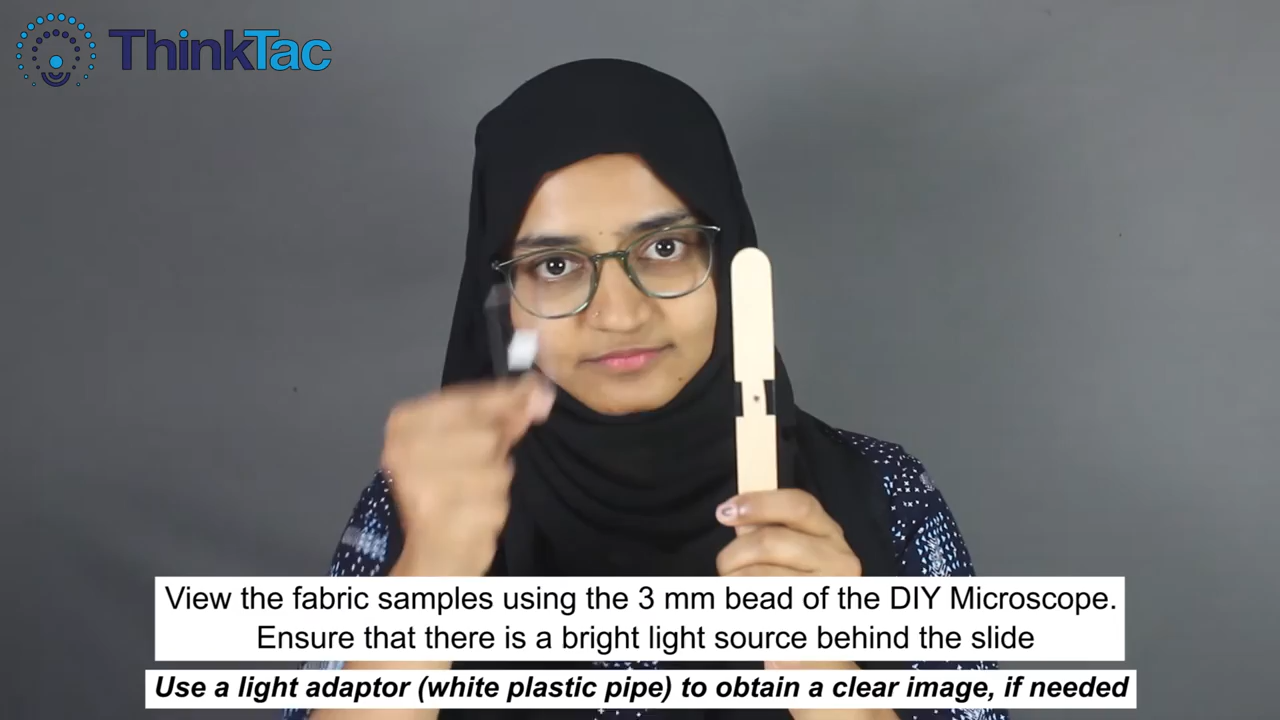 ThinkTac
View the fabric samples using the 3 mm bead of the DIY Microscope.
Ensure that there is a bright light source behind the slide
Use a light adaptor (white plastic pipe) to obtain a clear image, if needed